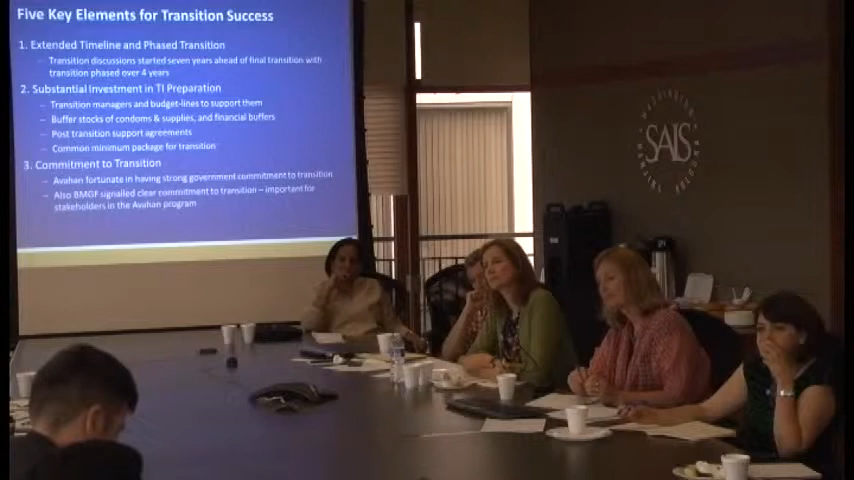 Five Key Elements for Transition Success
1. Extended Timeline and Phased Transition
– Transition discussions started seven years ahead of final transition with
transition phased over 4 years
2. Substantial Investment in TI Preparation
– Transition managers and budget-lines to support them
– Buffer stocks of condoms & supplies, and financial buffers
– Post transition support agreements
– Common minimum package for transition
3. Commitment to Transition
– Avahan fortunate in having strong government commitment to transition
– Also BMGF signalled clear commitment to transition – important for
stakeholders in the Avahan program
WASHINGTON
SAIS